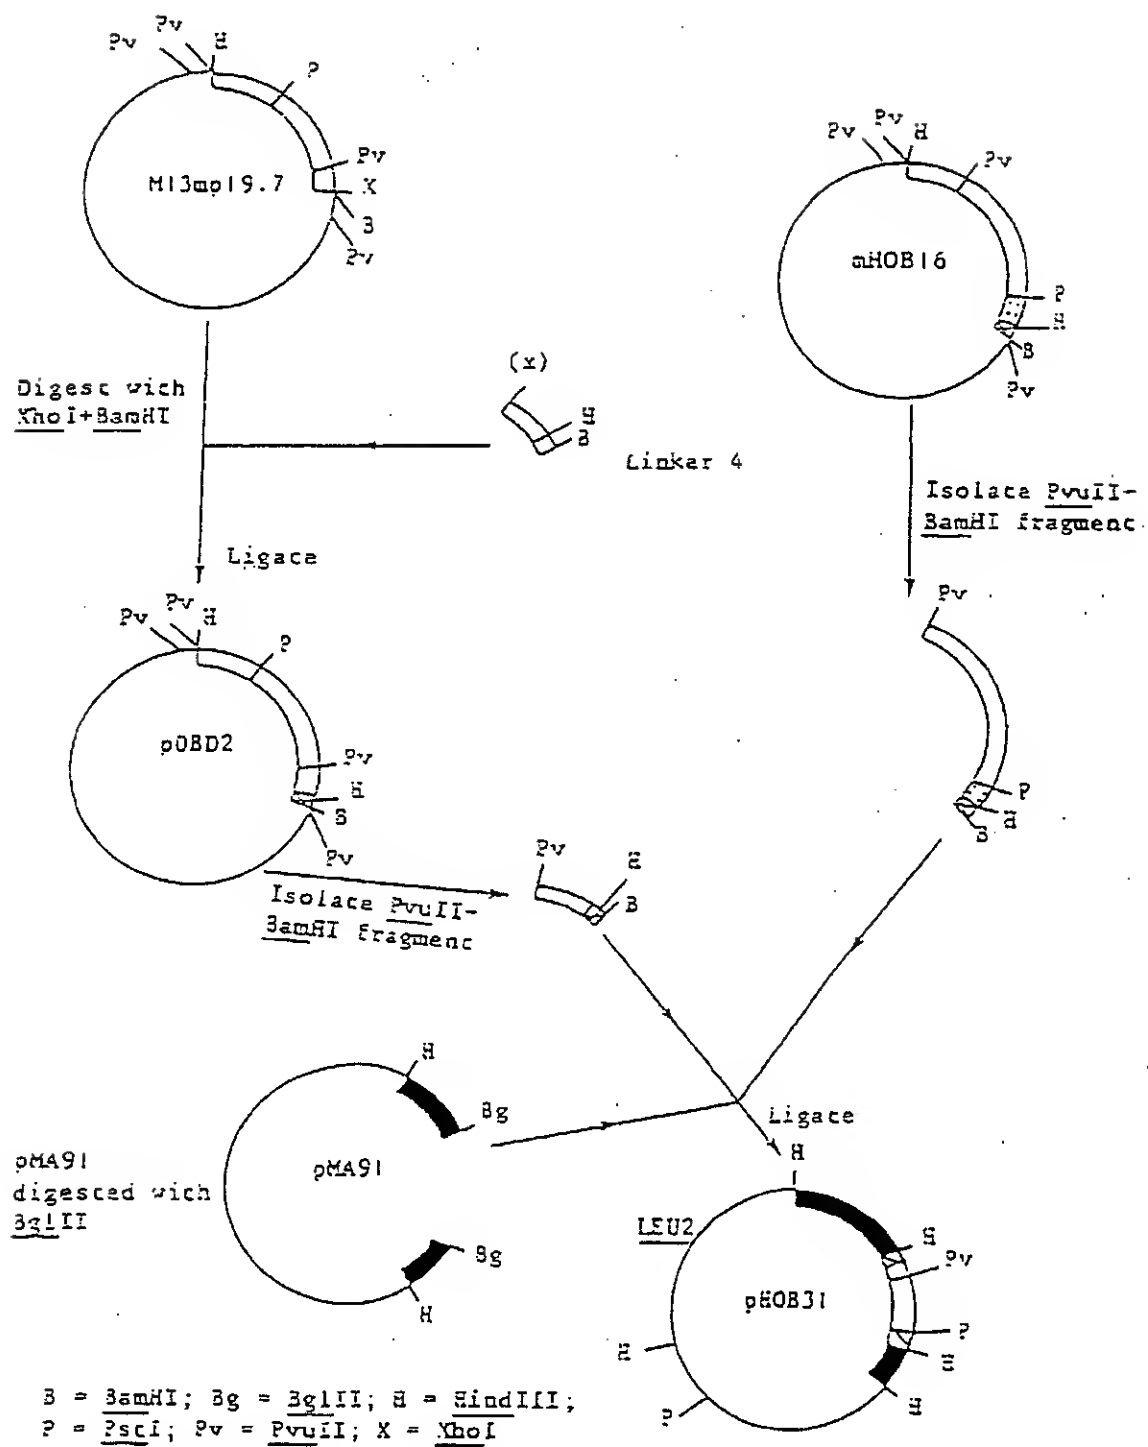 Pv
Pv
H
P
Pv
X
B
Pv
M13mp19.7
Pv
Pv
H
Pv
mHOB16
P
H
B
Pv
Digest with
XhoI+BamHI
(x)
H
B
Linker 4
Isolate PvuII-
BamHI fragment
Ligate
Pv
Pv
H
P
pOBD2
Pv
H
B
Pv
Pv
P
H
B
Isolate PvuII-
BamHI fragment
Pv
H
B
pMA91
digested with
BglII
H
Bg
pMA91
Bg
H
Ligate
H
LEU2
H
Pv
pHOB31
P
H
H
H
P
B = BamHI; Bg = BglII; H = HindIII;
P = PstI; Pv = PvuII; X = XhoI